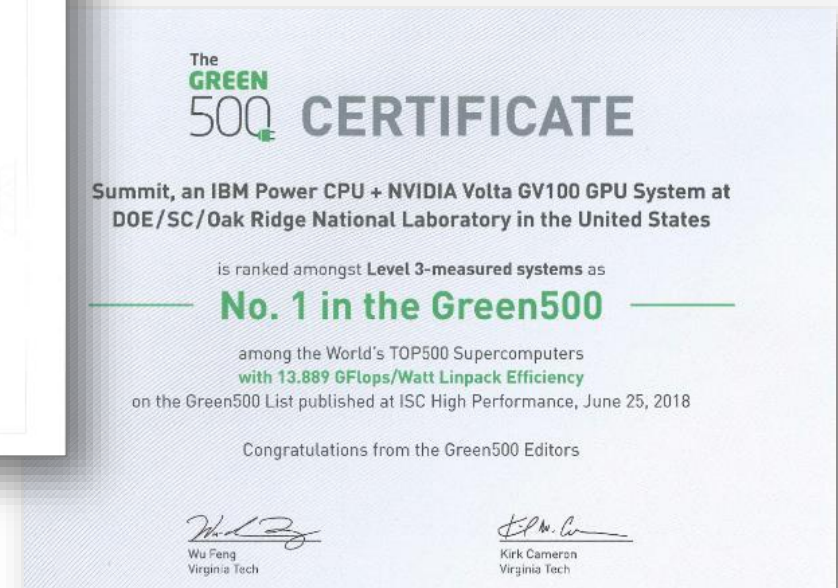 The
GREEN
500 CERTIFICATE
Summit, an IBM Power CPU + NVIDIA Volta GV100 GPU System at
DOE/SC/Oak Ridge National Laboratory in the United States
is ranked amongst Level 3-measured systems as
No. 1 in the Green500
among the World's TOP500 Supercomputers
with 13.889 GFlops/Watt Linpack Efficiency
on the Green500 List published at ISC High Performance, June 25, 2018
Congratulations from the Green500 Editors
Wu Feng
Virginia Tech
Kirk Cameron
Virginia Tech